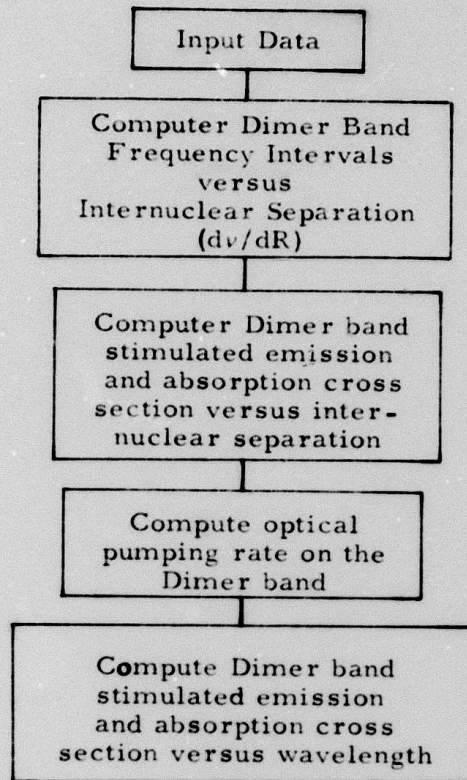 Input Data
Computer Dimer Band
Frequency Intervals
versus
Internuclear Separation
(dν/dR)
Computer Dimer band
stimulated emission
and absorption cross
section versus inter-
nuclear separation
Compute optical
pumping rate on the
Dimer band
Compute Dimer band
stimulated emission
and absorption cross
section versus wavelength